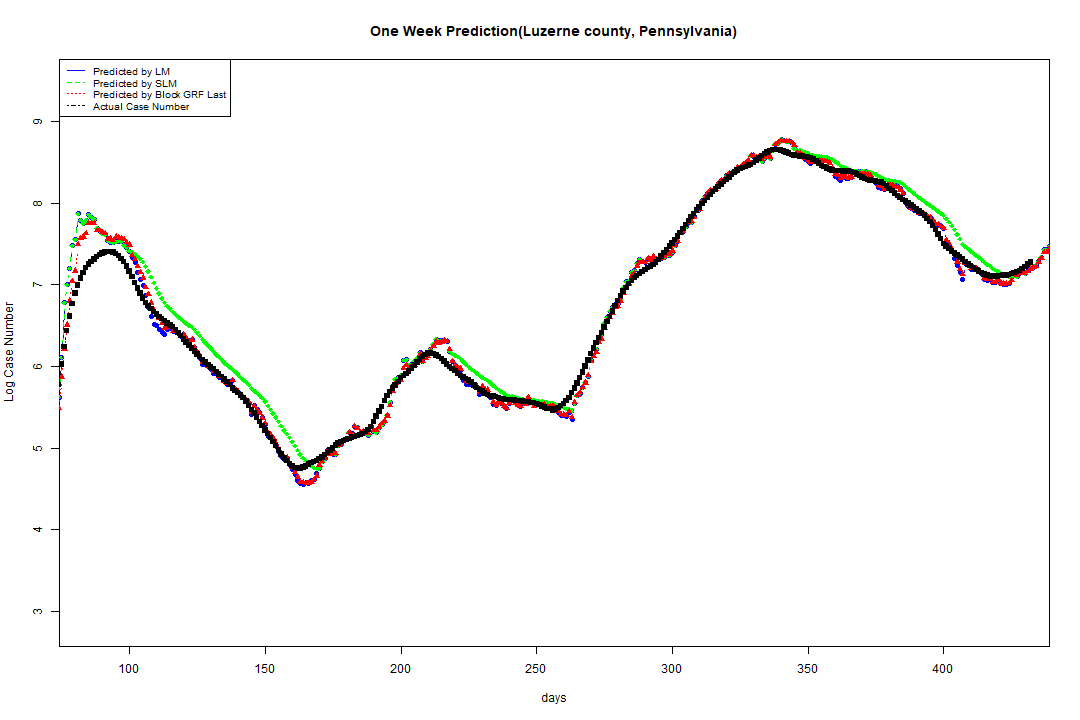 One Week Prediction(Luzerne county, Pennsylvania)
Predicted by LM
Predicted by SLM
Predicted by Block GRF Last
Actual Case Number
Log Case Number
9
8
7
6
5
4
3
100 150 200 250 300 350 400
days